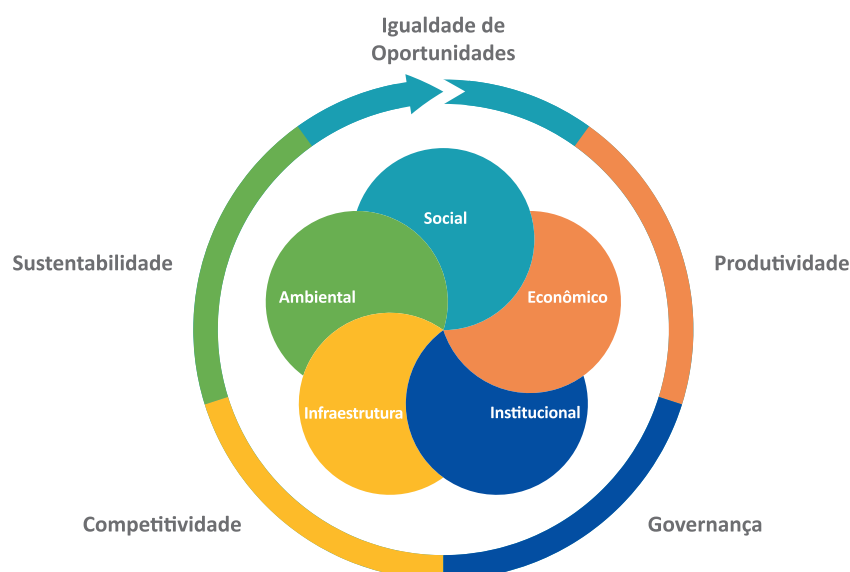 Igualdade de
Oportunidades
Social
Sustentabilidade
Produtividade
Ambiental
Econômico
Infraestrutura
Institucional
Competitividade
Governança